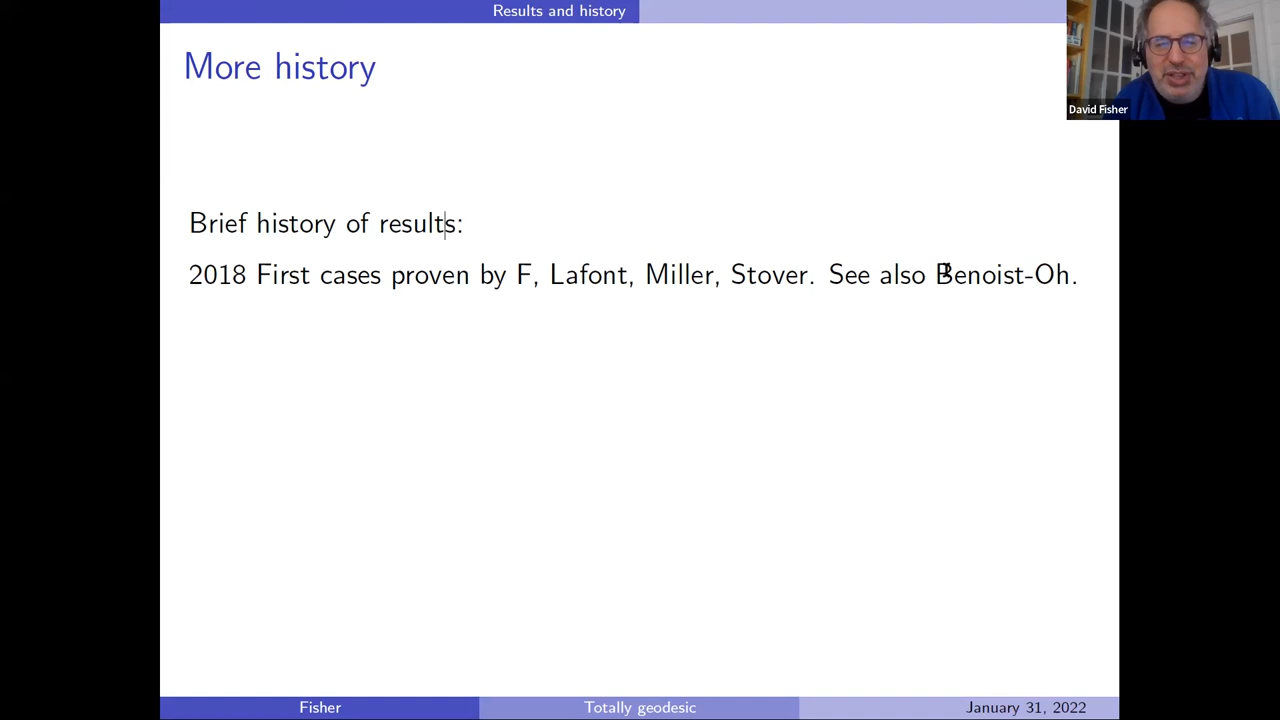 Results and history
More history
David Fisher
Brief history of results:
2018 First cases proven by F, Lafont, Miller, Stover. See also Benoist-Oh.
Fisher
Totally geodesic
January 31, 2022